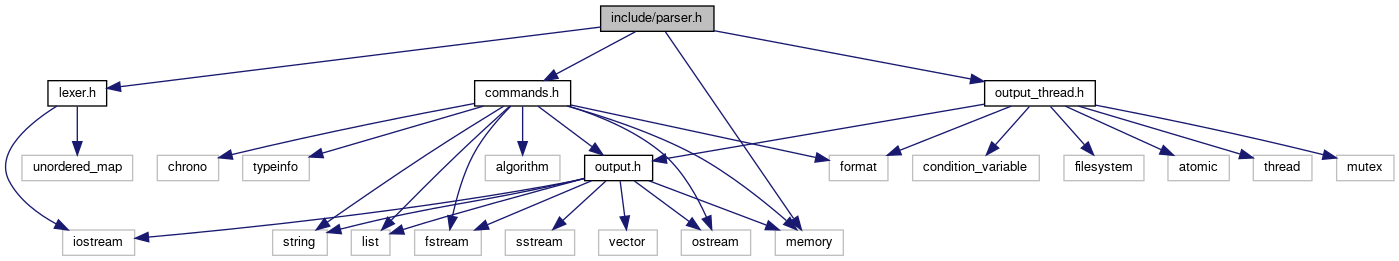 include/parser.h
lexer.h
commands.h
output_thread.h
unordered_map
chrono
typeinfo
algorithm
output.h
format
condition_variable
filesystem
atomic
thread
mutex
iostream
string
list
fstream
sstream
vector
ostream
memory